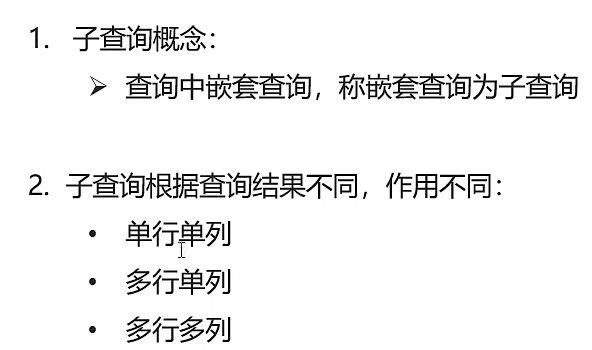 1. 子查询概念：
➢ 查询中嵌套查询，称嵌套查询为子查询
2. 子查询根据查询结果不同，作用不同：
• 单行单列
• 多行单列
• 多行多列